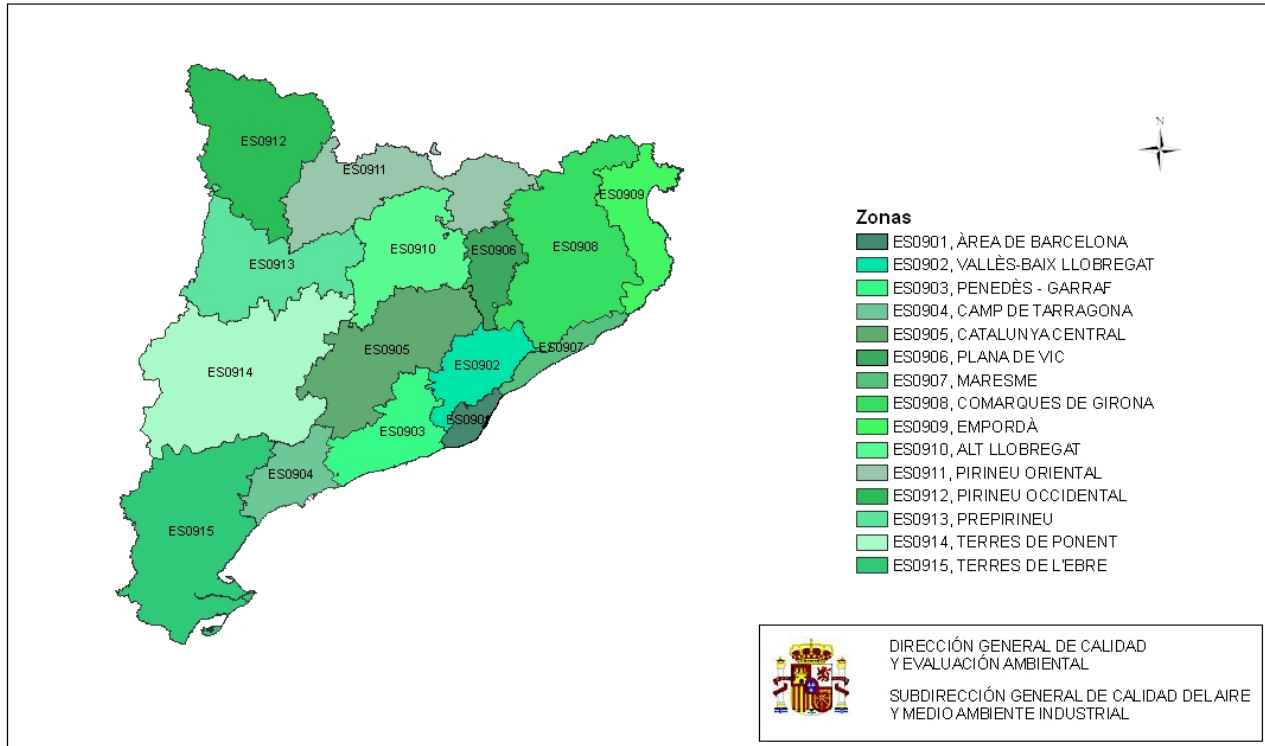 N
ES0912
ES0911
ES0909
ES0910
ES0906
ES0908
ES0913
ES0907
ES0905
ES0902
ES0914
ES0901
ES0903
ES0904
ES0915
Zonas
ES0901, ÀREA DE BARCELONA
ES0902, VALLÈS-BAIX LLOBREGAT
ES0903, PENEDÈS - GARRAF
ES0904, CAMP DE TARRAGONA
ES0905, CATALUNYA CENTRAL
ES0906, PLANA DE VIC
ES0907, MARESME
ES0908, COMARQUES DE GIRONA
ES0909, EMPORDÀ
ES0910, ALT LLOBREGAT
ES0911, PIRINEU ORIENTAL
ES0912, PIRINEU OCCIDENTAL
ES0913, PREPIRINEU
ES0914, TERRES DE PONENT
ES0915, TERRES DE L'EBRE
DIRECCIÓN GENERAL DE CALIDAD
Y EVALUACIÓN AMBIENTAL
SUBDIRECCIÓN GENERAL DE CALIDAD DEL AIRE
Y MEDIO AMBIENTE INDUSTRIAL